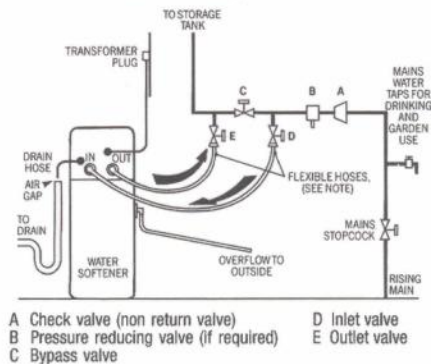 TO STORAGE
TANK
TRANSFORMER
PLUG
C
B
A
MAINS
WATER
TAPS FOR
DRINKING
AND
GARDEN
USE
E
D
DRAIN
HOSE
IN
OUT
AIR
GAP
FLEXIBLE HOSES,
(SEE NOTE)
TO
DRAIN
MAINS
STOPCOCK
WATER
SOFTENER
OVERFLOW TO
OUTSIDE
RISING
MAIN
A Check valve (non return valve)
B Pressure reducing valve (if required)
C Bypass valve
D Inlet valve
E Outlet valve